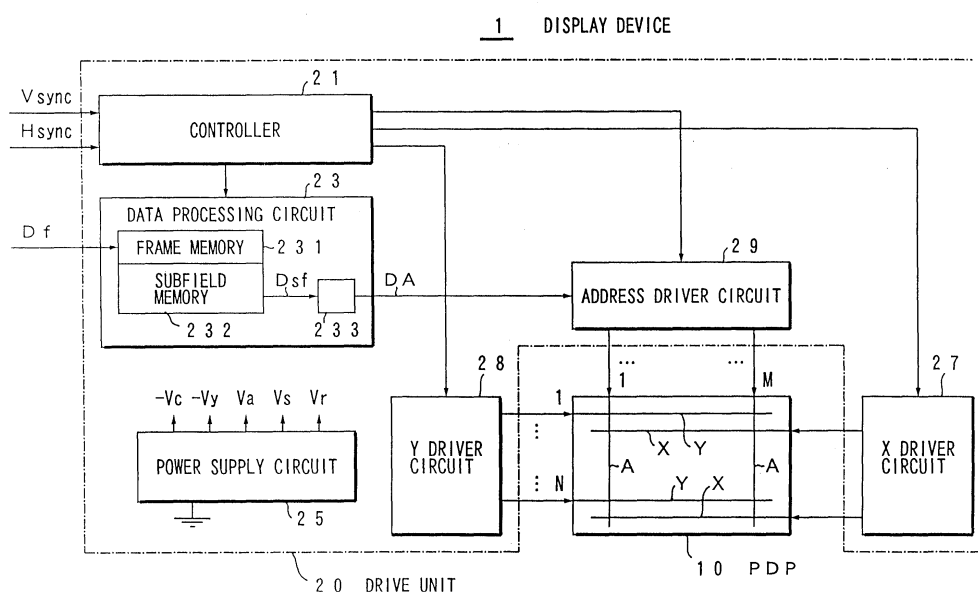 1 DISPLAY DEVICE
21
Vsync
Hsync
CONTROLLER
23
DATA PROCESSING CIRCUIT
Df
FRAME MEMORY
231
SUBFIELD
MEMORY
232
Dsf
233
DA
29
ADDRESS DRIVER CIRCUIT
... ...
1 M
28
27
-Vc -Vy Va Vs Vr
POWER SUPPLY CIRCUIT
25
Y DRIVER
CIRCUIT
1
...
... N
X Y
A A
Y X
X DRIVER
CIRCUIT
10 PDP
20 DRIVE UNIT